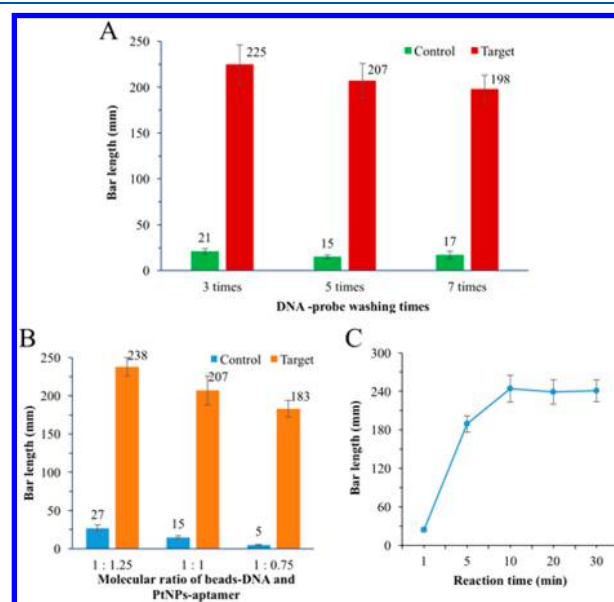 A
Control Target
250
200
150
100
50
0
Bar length (mm)
225
207
198
21
15
17
3 times 5 times 7 times
DNA -probe washing times
B
Control Target
250
200
150
100
50
0
Bar length (mm)
238
207
183
27
15
5
1 : 1.25 1 : 1 1 : 0.75
Molecular ratio of beads-DNA and
PtNPs-aptamer
C
300
240
180
120
60
0
Bar length (mm)
1 5 10 20 30
Reaction time (min)